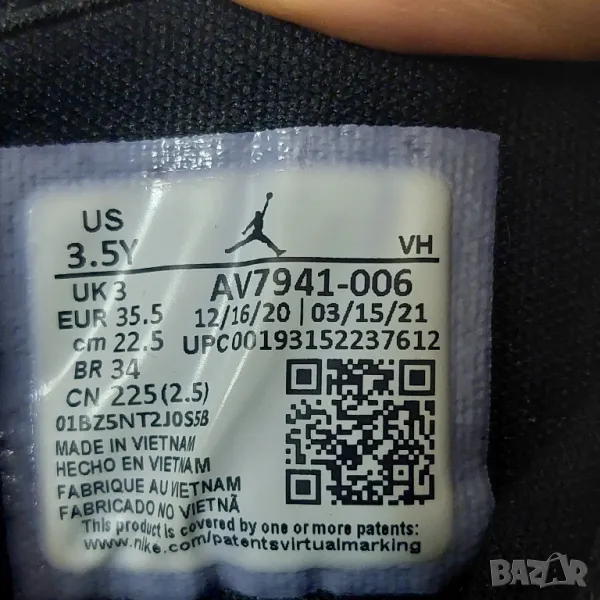 US
3.5Y
VH
UK 3
EUR 35.5
cm 22.5
BR 34
CN 225(2.5)
AV7941-006
12/16/20 | 03/15/21
UPC00193152237612
01BZ5NT2J0S5B
MADE IN VIETNAM
HECHO EN VIETNAM
FABRIQUE AU VIETNAM
FABRICADO NO VIETNÃ
This product is covered by one or more patents:
www.nike.com/patentsvirtualmarking
BAZAR